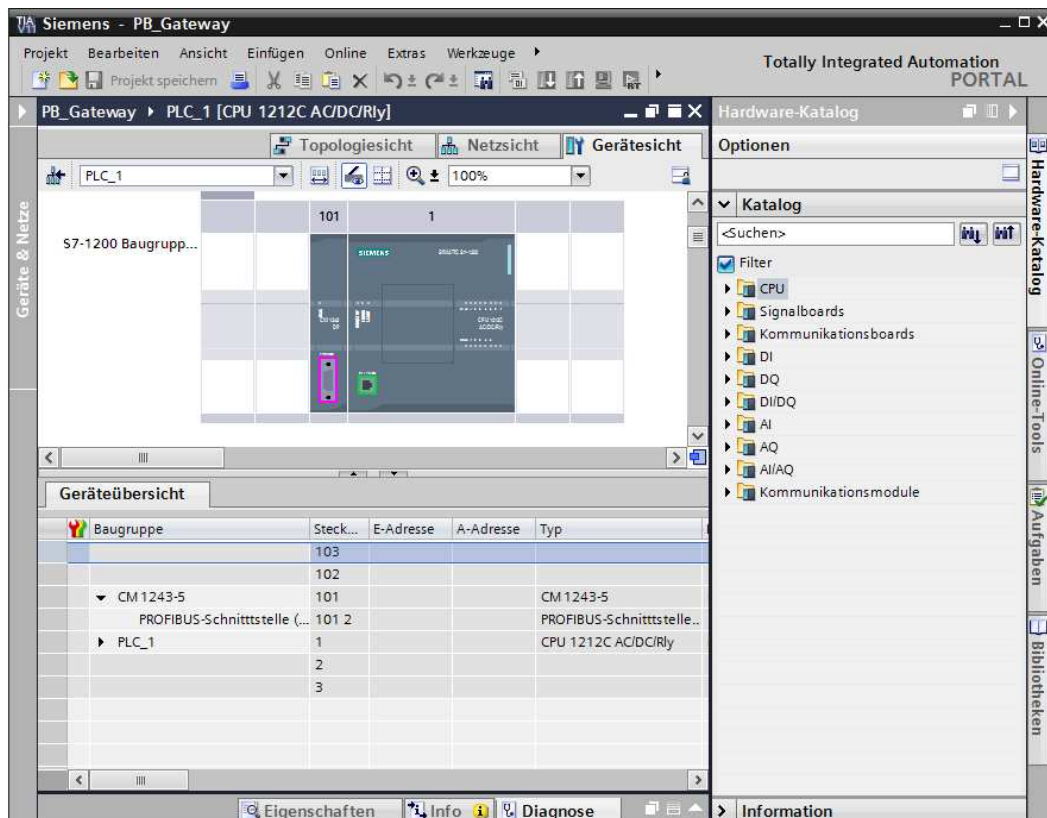 Siemens - PB_Gateway
Projekt Bearbeiten Ansicht Einfügen Online Extras Werkzeuge
Totally Integrated Automation
PORTAL
Projekt speichern
PB_Gateway PLC_1 [CPU 1212C AC/DC/Rly]
Hardware-Katalog
Topologiesicht Netzsicht Gerätesicht
Optionen
PLC_1 100%
Katalog
101 1
<Suchen>
S7-1200 Baugrupp...
SIEMENS
Filter
CPU
Signalboards
Kommunikationsboards
DI
DQ
DI/DQ
AI
AQ
AI/AQ
Kommunikationsmodule
Geräteübersicht
Baugruppe Steck... E-Adresse A-Adresse Typ
103
102
CM 1243-5 101 CM 1243-5
PROFIBUS-Schnitttstelle (... 101 2 PROFIBUS-Schnitttstelle..
PLC_1 1 CPU 1212C AC/DC/Rly
2
3
Eigenschaften Info Diagnose
Information
Geräte & Netze
Hardware-Katalog
Online-Tools
Aufgaben
Bibliotheken